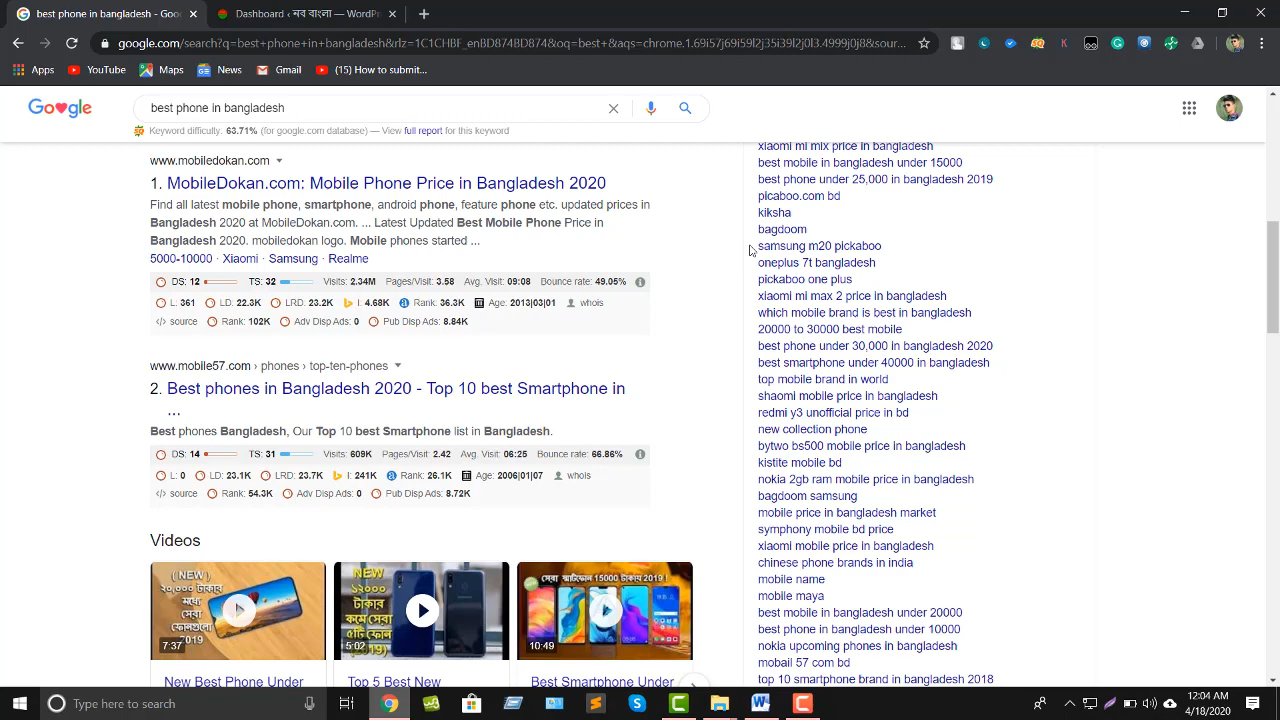 best phone in bangladesh - Goo
Dashboard ‹ নব বাংলা — WordPr
google.com/search?q=best+phone+in+bangladesh&rlz=1C1CHBF_enBD874BD874&oq=best+&aqs=chrome.1.69i57j69i59l2j35i39l2j0l3.4999j0j8&sour...
Apps
YouTube
Maps
News
Gmail
(15) How to submit...
best phone in bangladesh
Keyword difficulty: 63.71% (for google.com database) — View full report for this keyword
www.mobiledokan.com
1. MobileDokan.com: Mobile Phone Price in Bangladesh 2020
Find all latest mobile phone, smartphone, android phone, feature phone etc. updated prices in
Bangladesh 2020 at MobileDokan.com. ... Latest Updated Best Mobile Phone Price in
Bangladesh 2020. mobiledokan logo. Mobile phones started ...
5000-10000 · Xiaomi · Samsung · Realme
DS: 12 TS: 32 Visits: 2.34M Pages/Visit: 3.58 Avg. Visit: 09:08 Bounce rate: 49.05%
L: 361 LD: 22.3K LRD: 23.2K I: 4.68K Rank: 36.3K Age: 2013|03|01 whois
</> source Rank: 102K Adv Disp Ads: 0 Pub Disp Ads: 8.84K
www.mobile57.com › phones › top-ten-phones
2. Best phones in Bangladesh 2020 - Top 10 best Smartphone in
...
Best phones Bangladesh, Our Top 10 best Smartphone list in Bangladesh.
DS: 14 TS: 31 Visits: 609K Pages/Visit: 2.42 Avg. Visit: 06:25 Bounce rate: 66.86%
L: 0 LD: 23.1K LRD: 23.7K I: 241K Rank: 26.1K Age: 2006|01|07 whois
</> source Rank: 54.3K Adv Disp Ads: 0 Pub Disp Ads: 8.72K
Videos
( NEW )
২০,০০০ টাকার
মধ্যে
সেরা
ফোনগুলো
2019
7:37
NEW
১২০০০
টাকার
কমে সেরা
৫টি ফোন
(২০১৯)
5:02
সেরা স্মার্টফোন 15000 টাকায় 2019 !
10:49
New Best Phone Under
Top 5 Best New
Best Smartphone Under
xiaomi mi mix price in bangladesh
best mobile in bangladesh under 15000
best phone under 25,000 in bangladesh 2019
picaboo.com bd
kiksha
bagdoom
samsung m20 pickaboo
oneplus 7t bangladesh
pickaboo one plus
xiaomi mi max 2 price in bangladesh
which mobile brand is best in bangladesh
20000 to 30000 best mobile
best phone under 30,000 in bangladesh 2020
best smartphone under 40000 in bangladesh
top mobile brand in world
shaomi mobile price in bangladesh
redmi y3 unofficial price in bd
new collection phone
bytwo bs500 mobile price in bangladesh
kistite mobile bd
nokia 2gb ram mobile price in bangladesh
bagdoom samsung
mobile price in bangladesh market
symphony mobile bd price
xiaomi mobile price in bangladesh
chinese phone brands in india
mobile name
mobile maya
best mobile in bangladesh under 20000
best phone in bangladesh under 10000
nokia upcoming phones in bangladesh
mobail 57 com bd
top 10 smartphone brand in bangladesh 2018
Type here to search
12:04 AM
4/18/2020